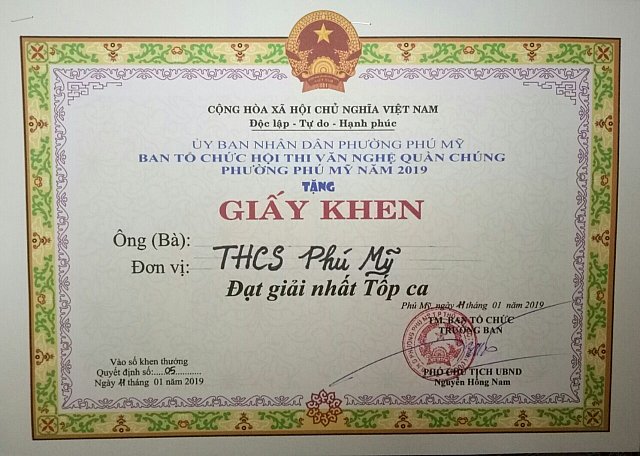 CỘNG HÒA XÃ HỘI CHỦ NGHĨA VIỆT NAM
Độc lập - Tự do - Hạnh phúc
ỦY BAN NHÂN DÂN PHƯỜNG PHÚ MỸ
BAN TỔ CHỨC HỘI THI VĂN NGHỆ QUẦN CHÚNG
PHƯỜNG PHÚ MỸ NĂM 2019
TẶNG
GIẤY KHEN
Ông (Bà):
Đơn vị: THCS Phú Mỹ
Đạt giải nhất Tốp ca
Phú Mỹ, ngày 11 tháng 01 năm 2019
TM. BAN TỔ CHỨC
TRƯỞNG BAN
PHÓ CHỦ TỊCH UBND
Nguyễn Hồng Nam
Vào sổ khen thưởng
Quyết định số:.....05...........
Ngày 11 tháng 01 năm 2019